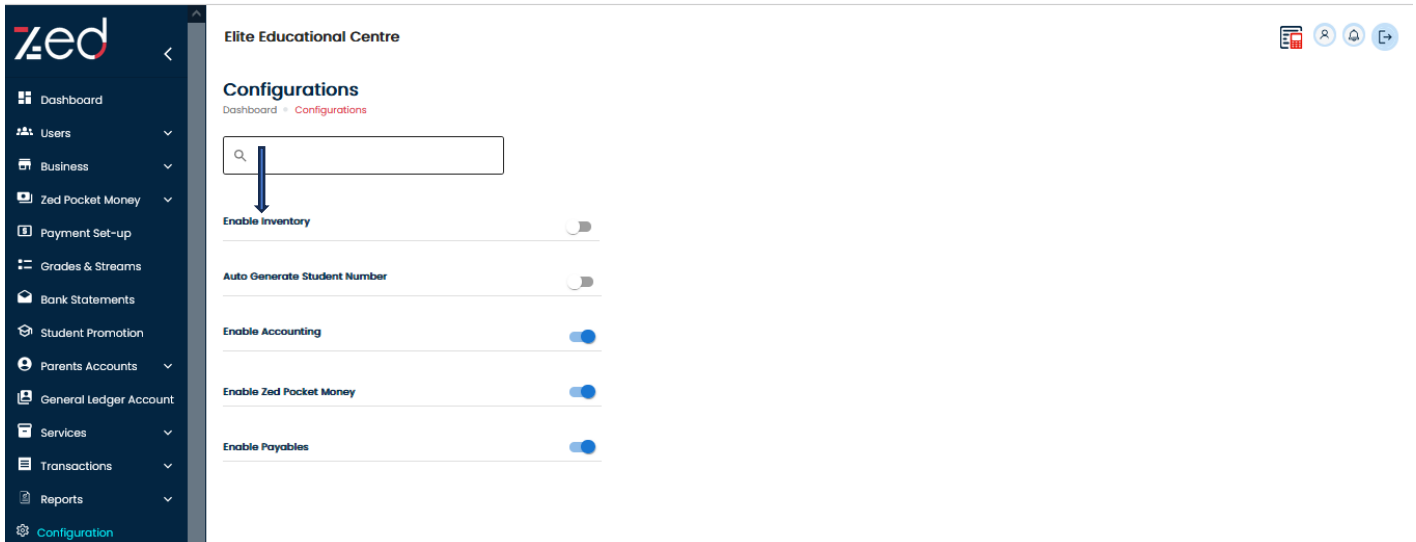 zed
Elite Educational Centre
Configurations
Dashboard Configurations
Dashboard
Users
Business
Zed Pocket Money
Payment Set-up
Grades & Streams
Bank Statements
Student Promotion
Parents Accounts
General Ledger Account
Services
Transactions
Reports
Configuration
Enable Inventory
Auto Generate Student Number
Enable Accounting
Enable Zed Pocket Money
Enable Payables